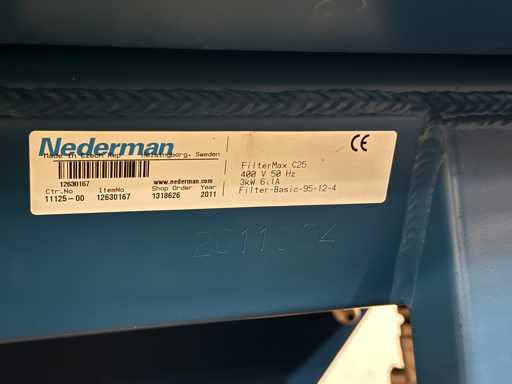 Nederman
Made in Czech Rep Helsingborg, Sweden
12630167
www.nederman.com
Ctr.No ItemNo Shop Order Year
11125-00 12630167 1318626 2011
CE
FilterMax C25
400 V 50 Hz
3kW 6.1A
Filter-Basic-95-12-4